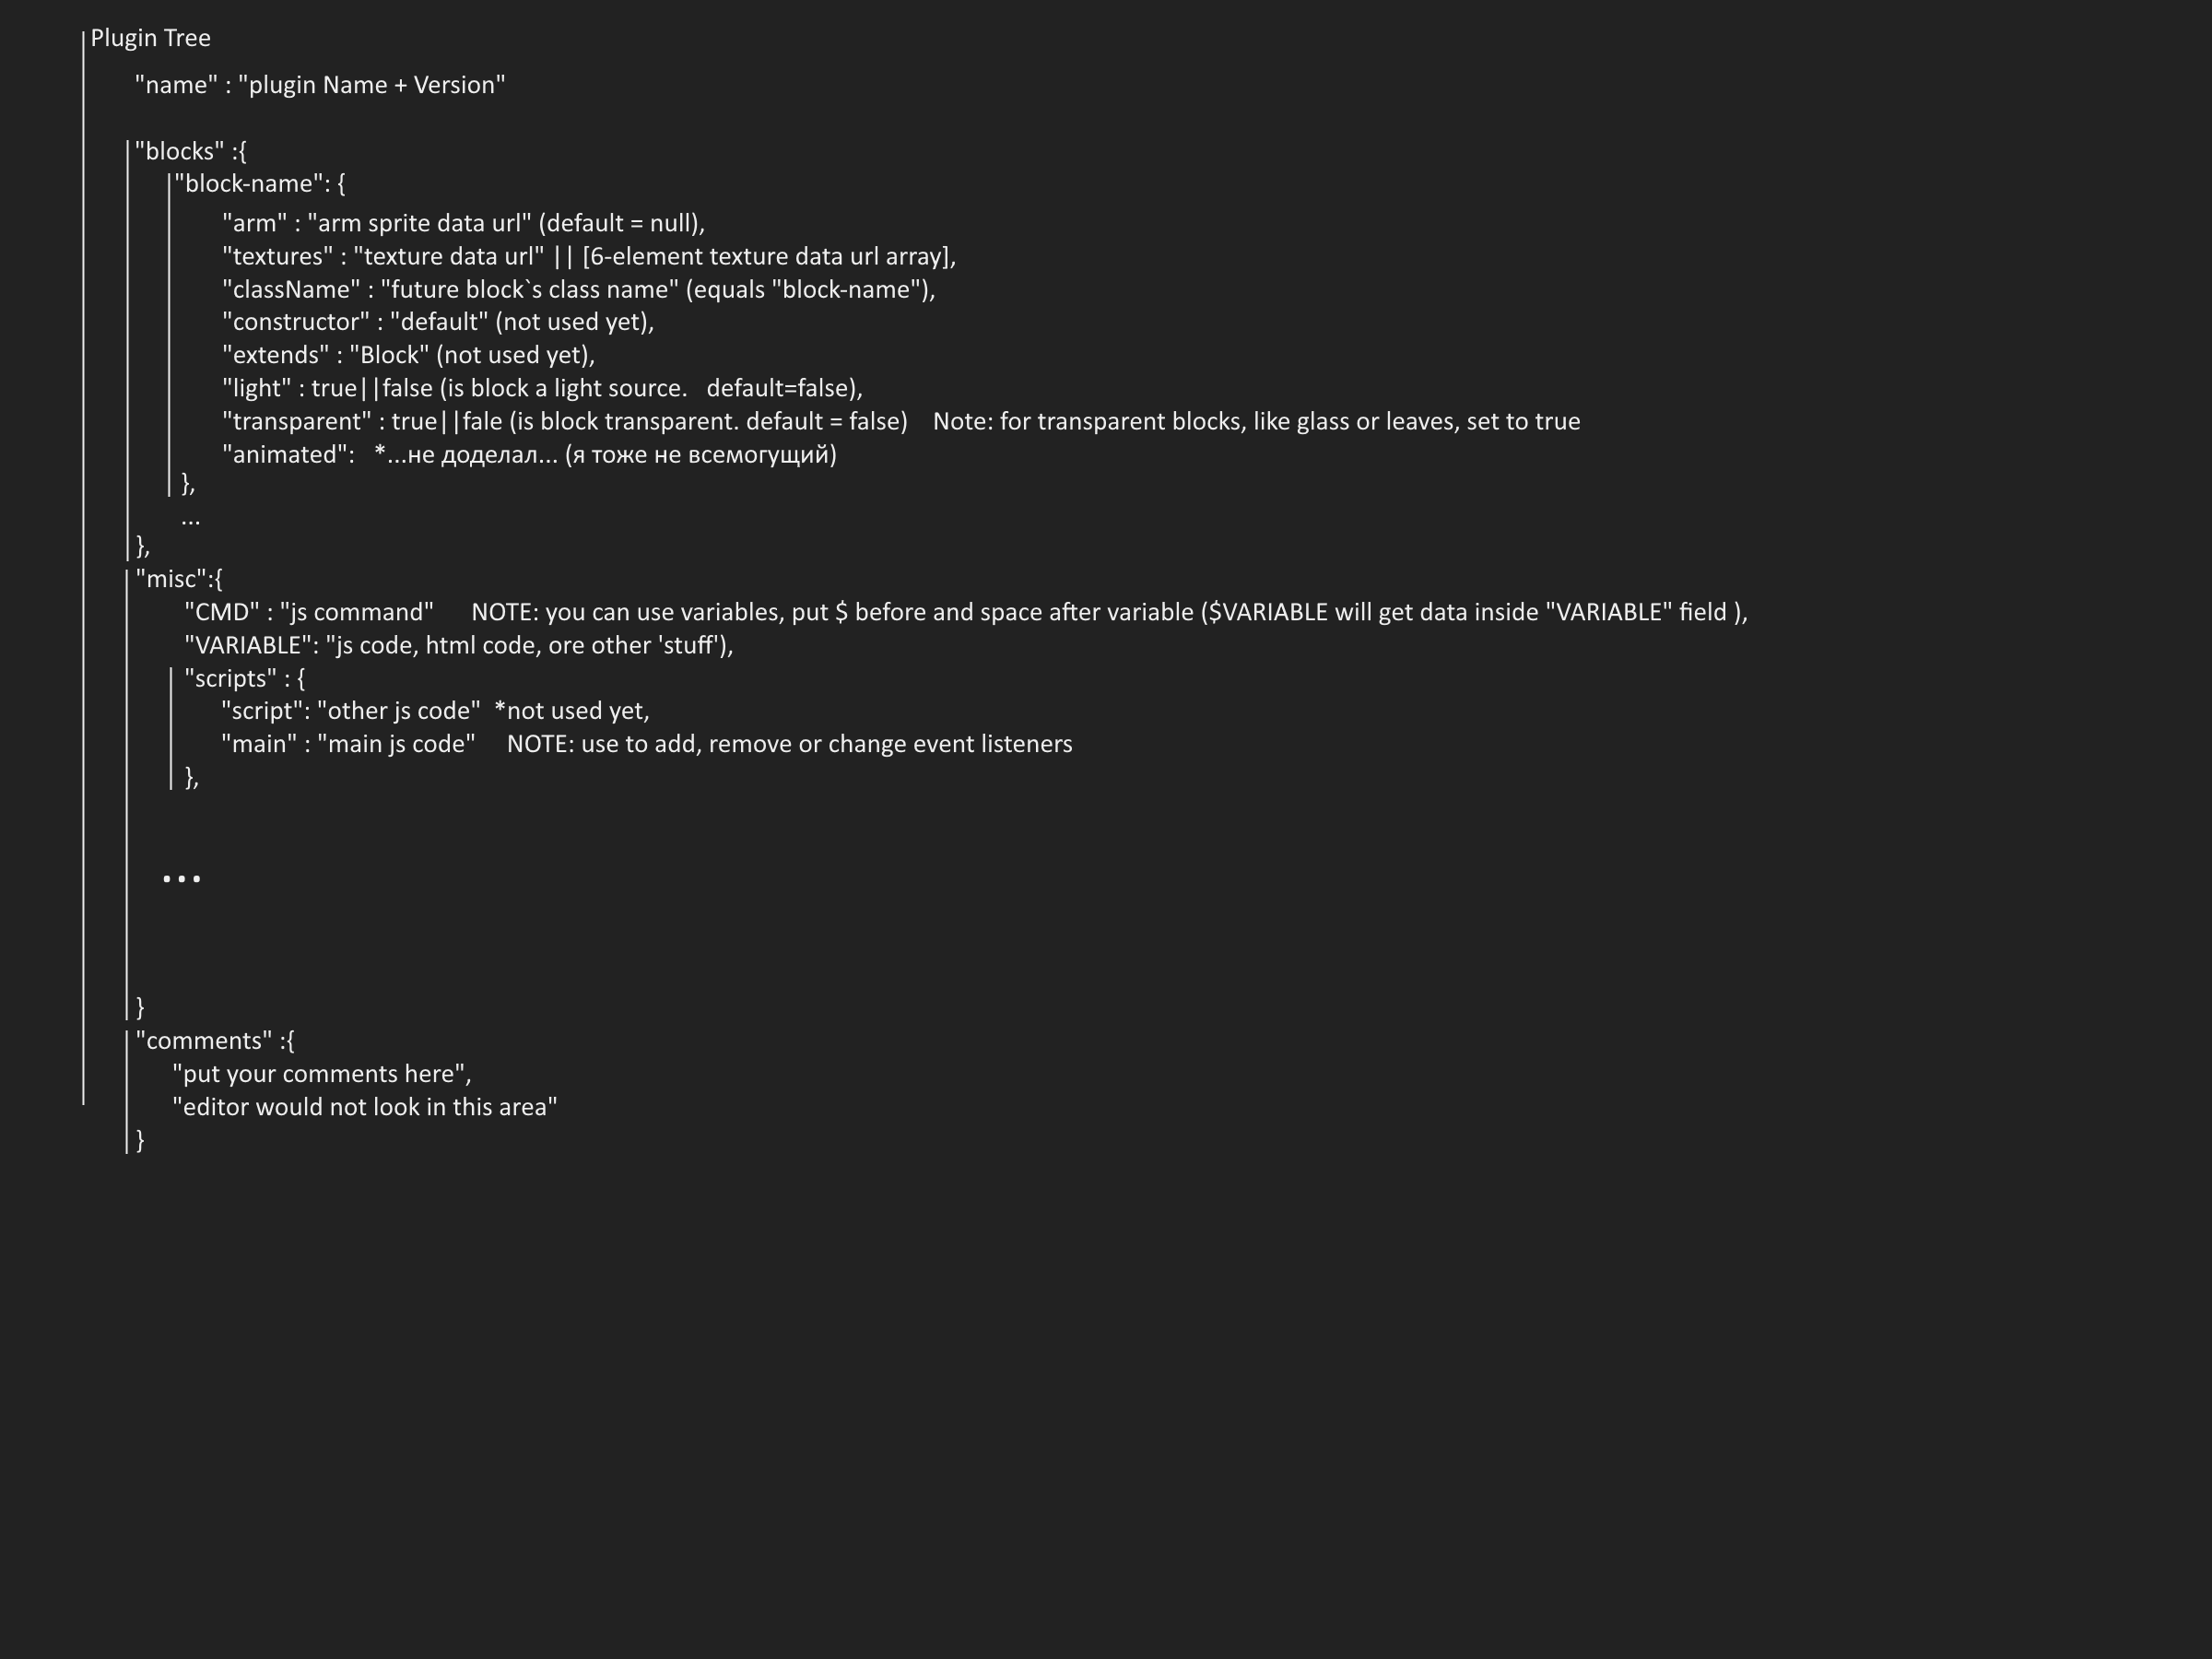 Plugin Tree
"name" : "plugin Name + Version"
"blocks" :{
"block-name": {
"arm" : "arm sprite data url" (default = null),
"textures" : "texture data url" || [6-element texture data url array],
"className" : "future block`s class name" (equals "block-name"),
"constructor" : "default" (not used yet),
"extends" : "Block" (not used yet),
"light" : true||false (is block a light source.   default=false),
"transparent" : true||fale (is block transparent. default = false)    Note: for transparent blocks, like glass or leaves, set to true
"animated":   *...не доделал... (я тоже не всемогущий)
},
...
},
"misc":{
"CMD" : "js command"      NOTE: you can use variables, put $ before and space after variable ($VARIABLE will get data inside "VARIABLE" field ),
"VARIABLE": "js code, html code, ore other 'stuff'),
"scripts" : {
"script": "other js code"  *not used yet,
"main" : "main js code"     NOTE: use to add, remove or change event listeners
},
...
}
"comments" :{
"put your comments here",
"editor would not look in this area"
}